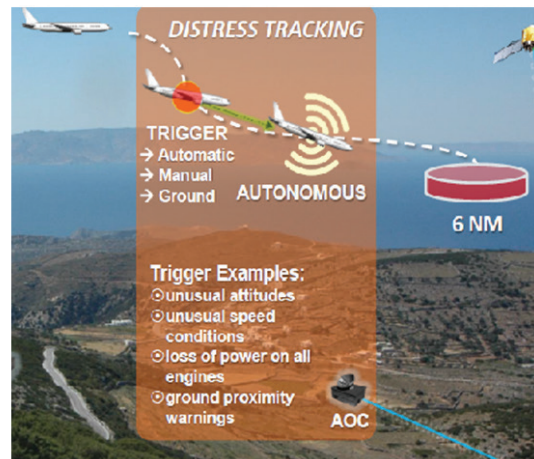 DISTRESS TRACKING
TRIGGER
→ Automatic
→ Manual
→ Ground
AUTONOMOUS
6 NM
Trigger Examples:
⊙unusual attitudes
⊙unusual speed
conditions
⊙loss of power on all
engines
⊙ground proximity
warnings
AOC